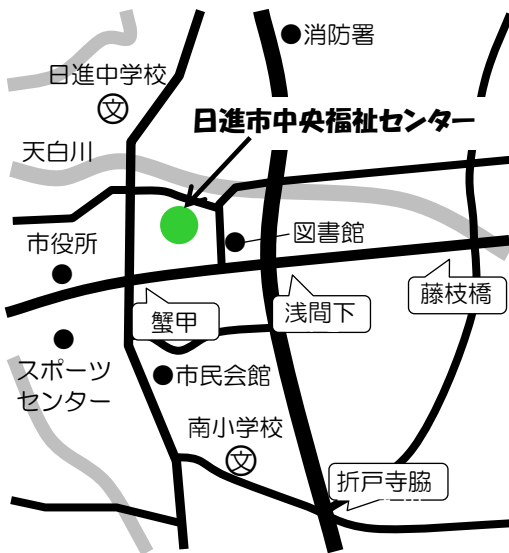 消防署
日進中学校
文
日進市中央福祉センター
天白川
図書館
市役所
藤枝橋
浅間下
蟹甲
スポーツ
センター
市民会館
南小学校
文
折戸寺脇